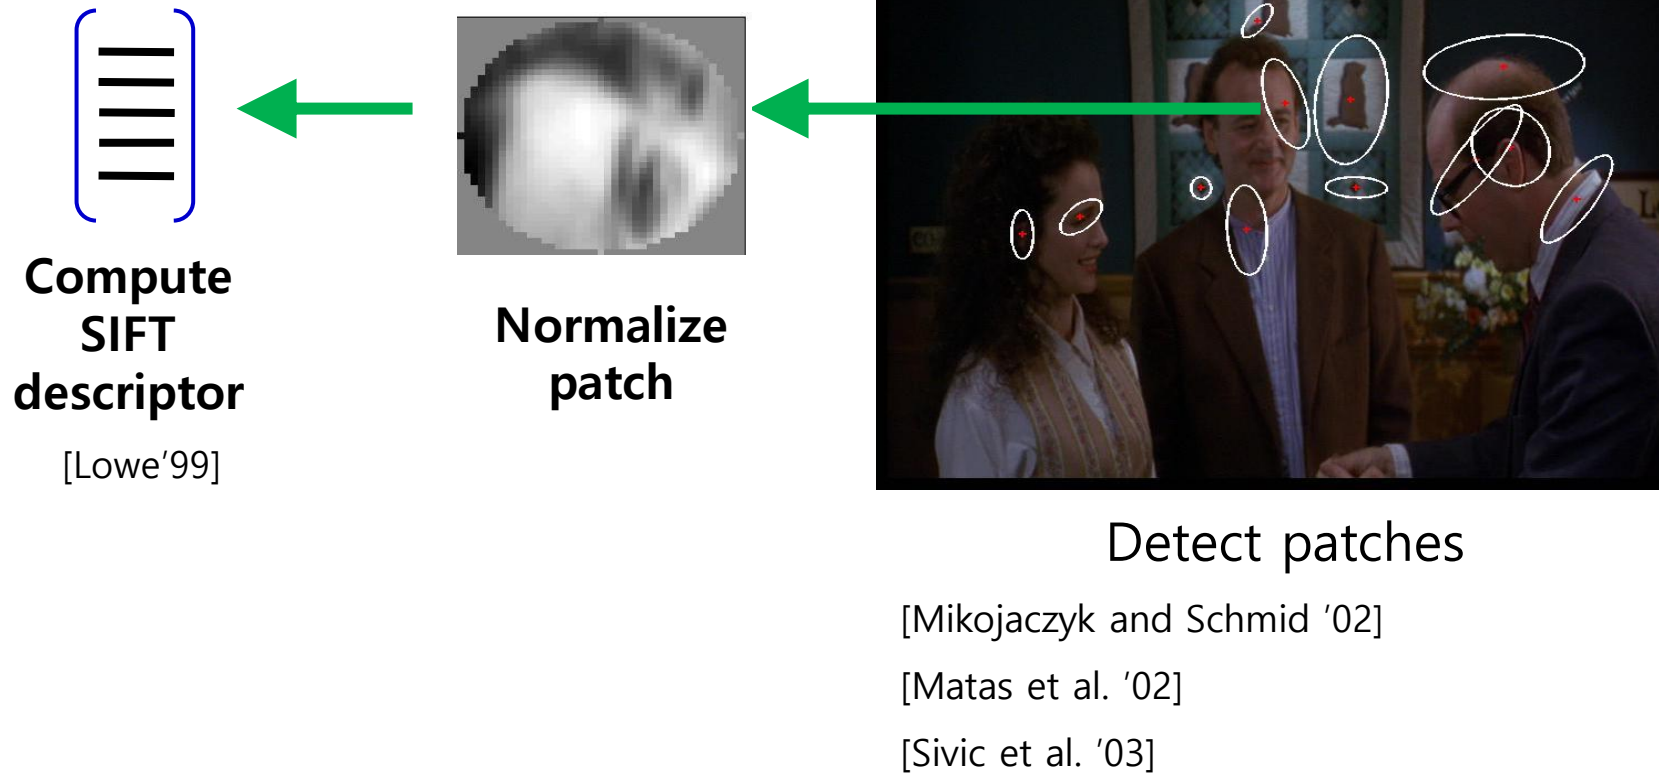 Compute
SIFT
descriptor
[Lowe’99]
Normalize
patch
Detect patches
[Mikojaczyk and Schmid ’02]
[Matas et al. ’02]
[Sivic et al. ’03]